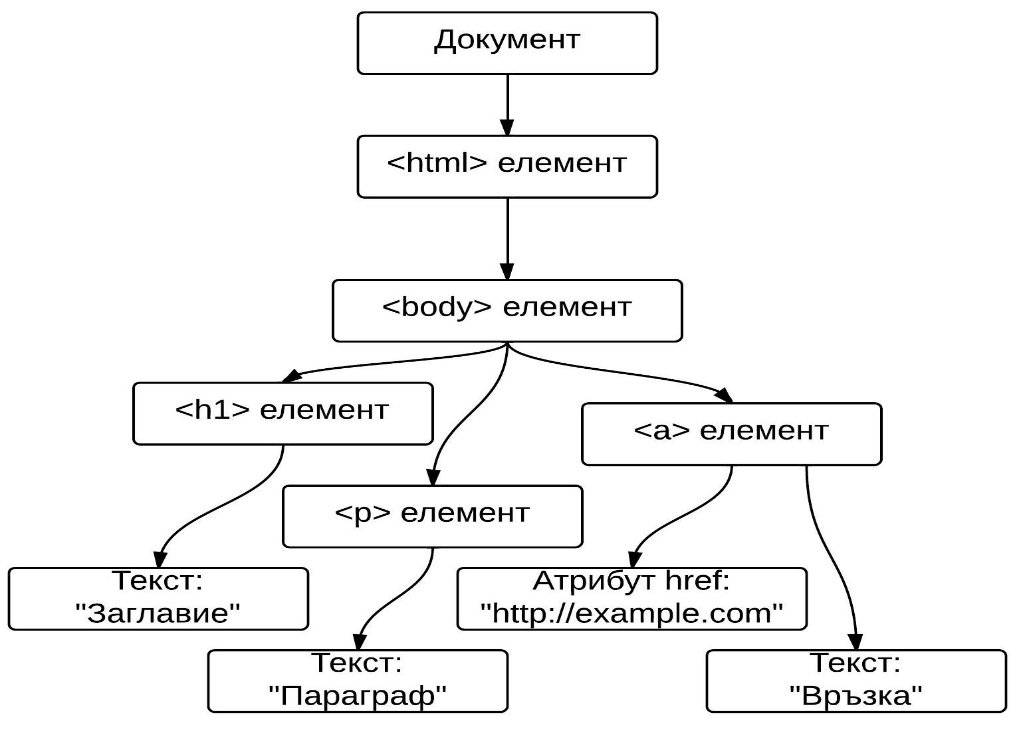 Документ
<html> елемент
<body> елемент
<h1> елемент
<a> елемент
<p> елемент
Текст:
"Заглавие"
Атрибут href:
"http://example.com"
Текст:
"Параграф"
Текст:
"Връзка"